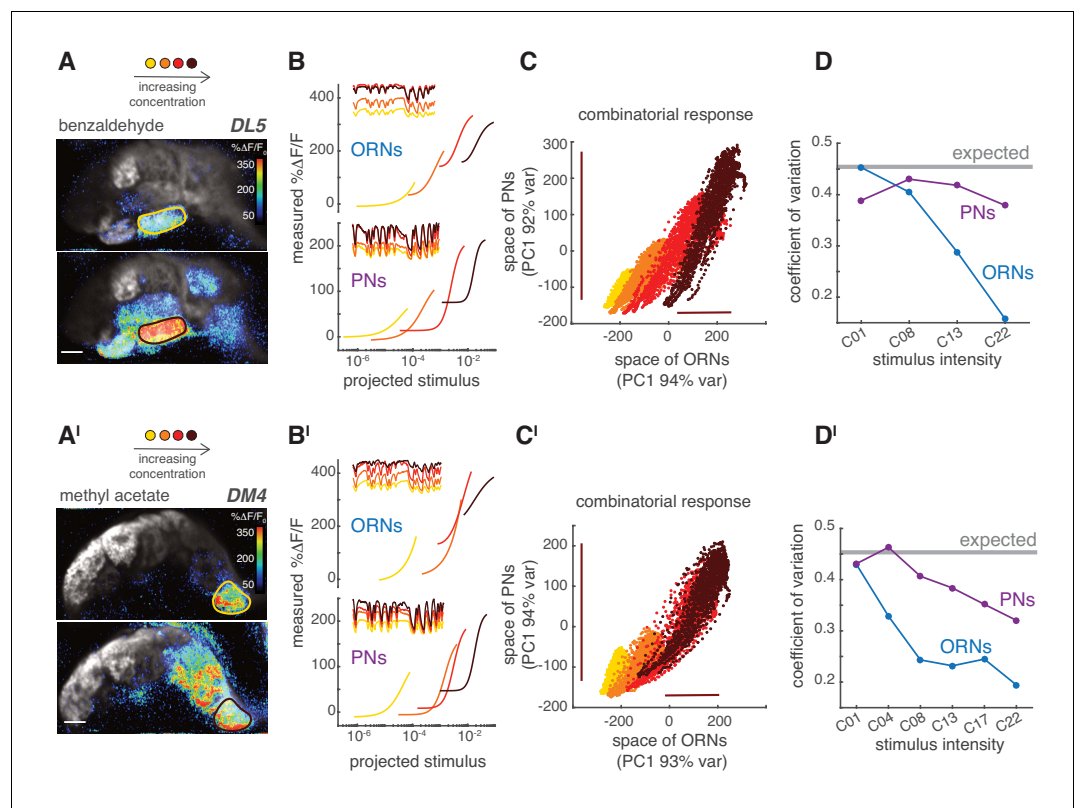 A
increasing
concentration
benzaldehyde DL5
%ΔF/F0
350
200
50
B
400
200
0
ORNs
measured %ΔF/F
200
100
0
PNs
10-6 10-4 10-2
projected stimulus
C
combinatorial response
300
200
100
0
-100
-200
space of PNs
(PC1 92% var)
-200 0 200
space of ORNs
(PC1 94% var)
D
0.5
0.4
0.3
0.2
coefficient of variation
expected
PNs
ORNs
C01 C08 C13 C22
stimulus intensity
AI
increasing
concentration
methyl acetate DM4
%ΔF/F0
350
200
50
BI
400
200
0
ORNs
measured %ΔF/F
200
100
0
PNs
10-6 10-4 10-2
projected stimulus
CI
combinatorial response
200
100
0
-100
-200
space of PNs
(PC1 94% var)
-200 0 200
space of ORNs
(PC1 93% var)
DI
0.5
0.4
0.3
0.2
coefficient of variation
expected
PNs
ORNs
C01 C04 C08 C13 C17 C22
stimulus intensity